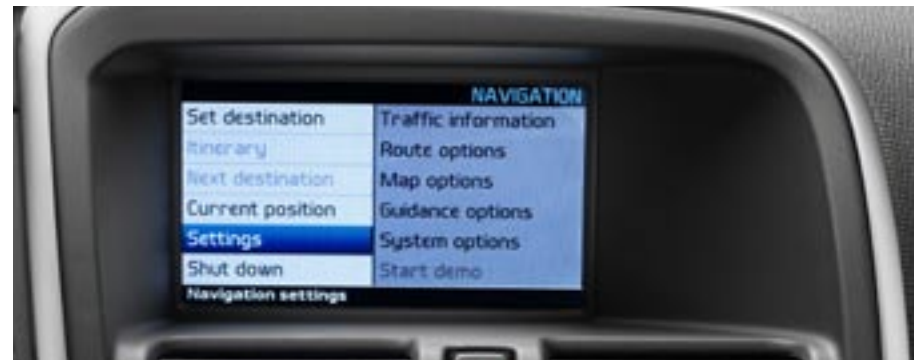 NAVIGATION
Set destination
Itinerary
Next destination
Current position
Settings
Shut down
Traffic information
Route options
Map options
Guidance options
System options
Start demo
Navigation settings